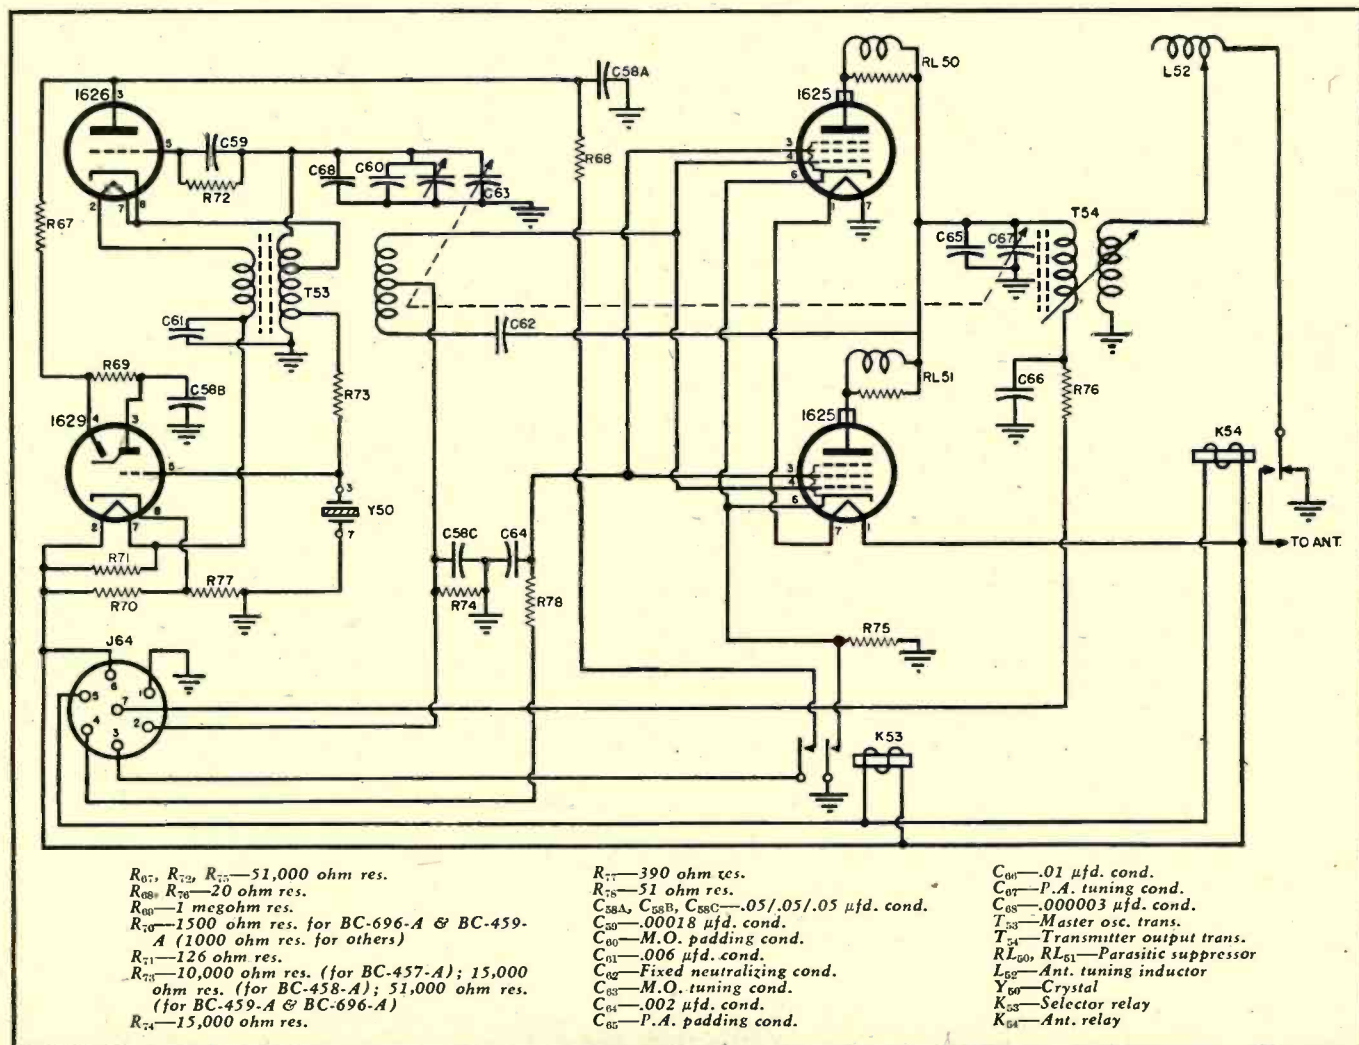 C58A
RL 50
L52
1626
3
5
C59
1625
R72
C68
C60
C63
R68
3
4
6
2
7
8
1
7
R67
T54
C65
C67
T53
C61
C62
R69
C58B
R73
RL51
C66
R76
1629
4
3
1625
K54
5
3
4
6
Y50
3
7
2
7
8
7
1
TO ANT.
C58C
C64
R71
R70
R77
R74
R78
R75
J64
6
1
5
7
4
2
3
K53
R67, R72, R75—51,000 ohm res.
R68, R76—20 ohm res.
R69—1 megohm res.
R70—1500 ohm res. for BC-696-A & BC-459-
A (1000 ohm res. for others)
R71—126 ohm res.
R73—10,000 ohm res. (for BC-457-A); 15,000
ohm res. (for BC-458-A); 51,000 ohm res.
(for BC-459-A & BC-696-A)
R74—15,000 ohm res.
R77—390 ohm res.
R78—51 ohm res.
C58A, C58B, C58C—.05/.05/.05 μfd. cond.
C59—.00018 μfd. cond.
C60—M.O. padding cond.
C61—.006 μfd. cond.
C62—Fixed neutralizing cond.
C63—M.O. tuning cond.
C64—.002 μfd. cond.
C65—P.A. padding cond.
C66—.01 μfd. cond.
C67—P.A. tuning cond.
C68—.000003 μfd. cond.
T53—Master osc. trans.
T54—Transmitter output trans.
RL50, RL51—Parasitic suppressor
L52—Ant. tuning inductor
Y50—Crystal
K53—Selector relay
K54—Ant. relay